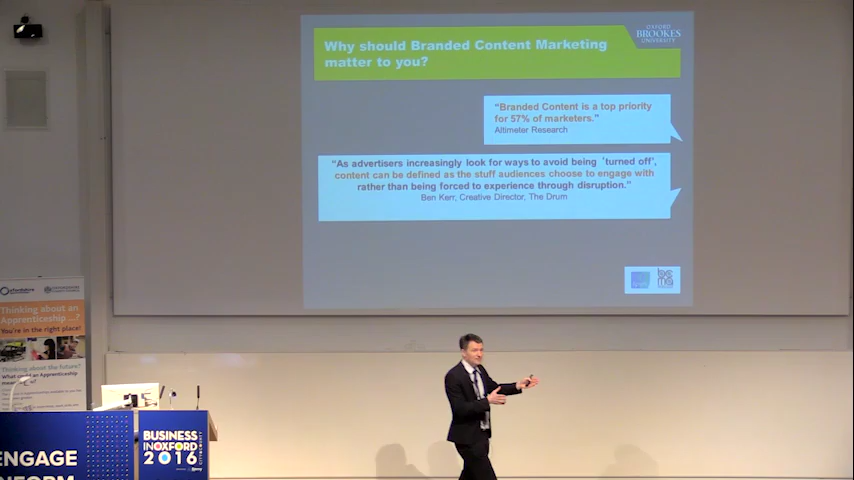 OXFORD
BROOKES
UNIVERSITY
Why should Branded Content Marketing
matter to you?
“Branded Content is a top priority
for 57% of marketers.”
Altimeter Research
“As advertisers increasingly look for ways to avoid being ‘turned off’,
content can be defined as the stuff audiences choose to engage with
rather than being forced to experience through disruption.”
Ben Kerr, Creative Director, The Drum
Thinking about an
Apprenticeship ...?
You're in the right place!
Thinking about the future?
What could an Apprenticeship
ENGAGE
BUSINESS
INOXFORD
2016